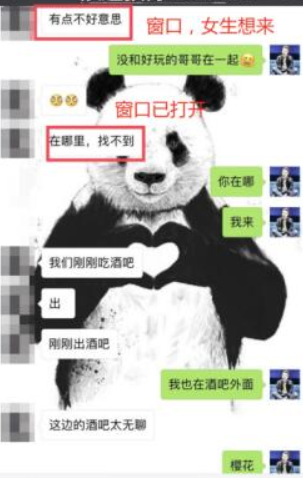 有点不好意思
窗口，女生想来
没和好玩的哥哥在一起
窗口已打开
在哪里，找不到
你在哪
我来
我们刚刚吃酒吧
出
刚刚出酒吧
我也在酒吧外面
这边的酒吧太无聊
樱花